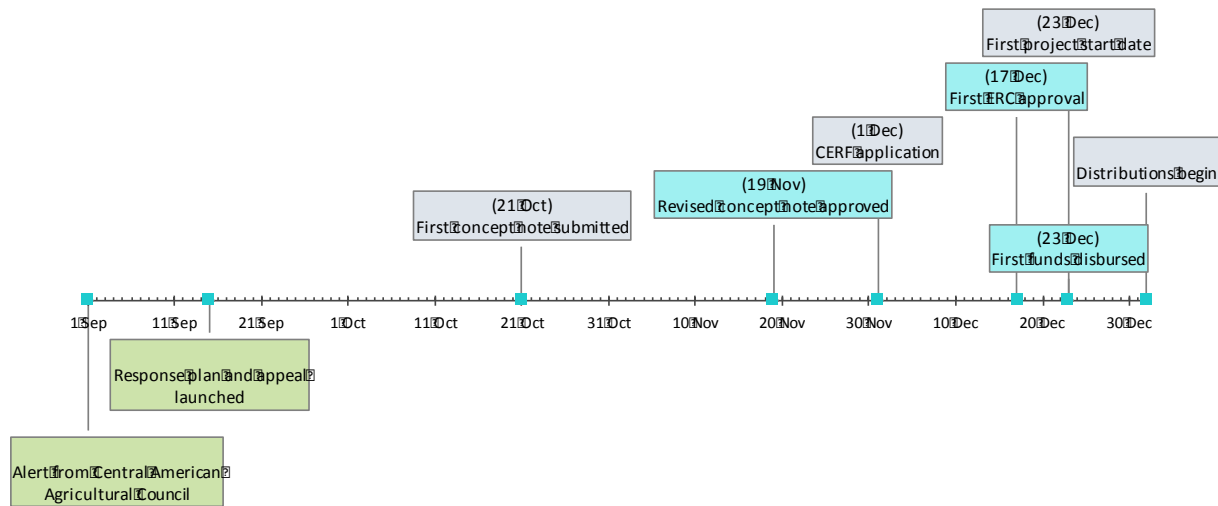 (23 Dec)
First project start date
(17 Dec)
First ERC approval
(1 Dec)
CERF application
Distributions begin
(19 Nov)
Revised concept note approved
(21 Oct)
First concept note submitted
(23 Dec)
First funds disbursed
1 Sep
11 Sep
21 Sep
1 Oct
11 Oct
21 Oct
31 Oct
10 Nov
20 Nov
30 Nov
10 Dec
20 Dec
30 Dec
Response plan and appeal
launched
Alert from Central American
Agricultural Council